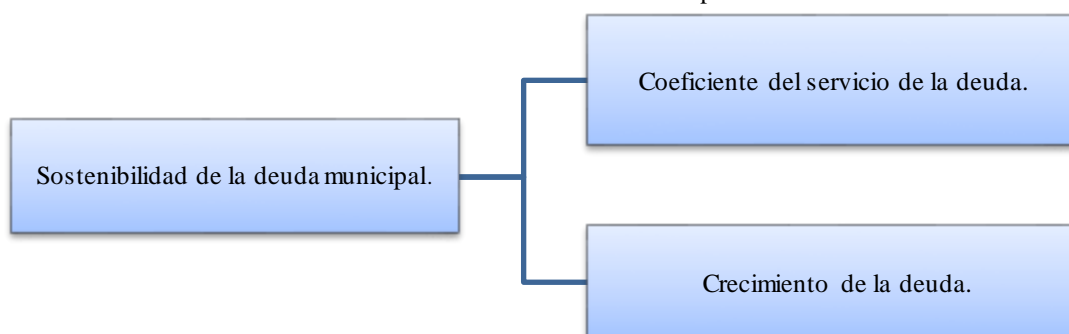 Coeficiente del servicio de la deuda.
Sostenibilidad de la deuda municipal.
Crecimiento de la deuda.